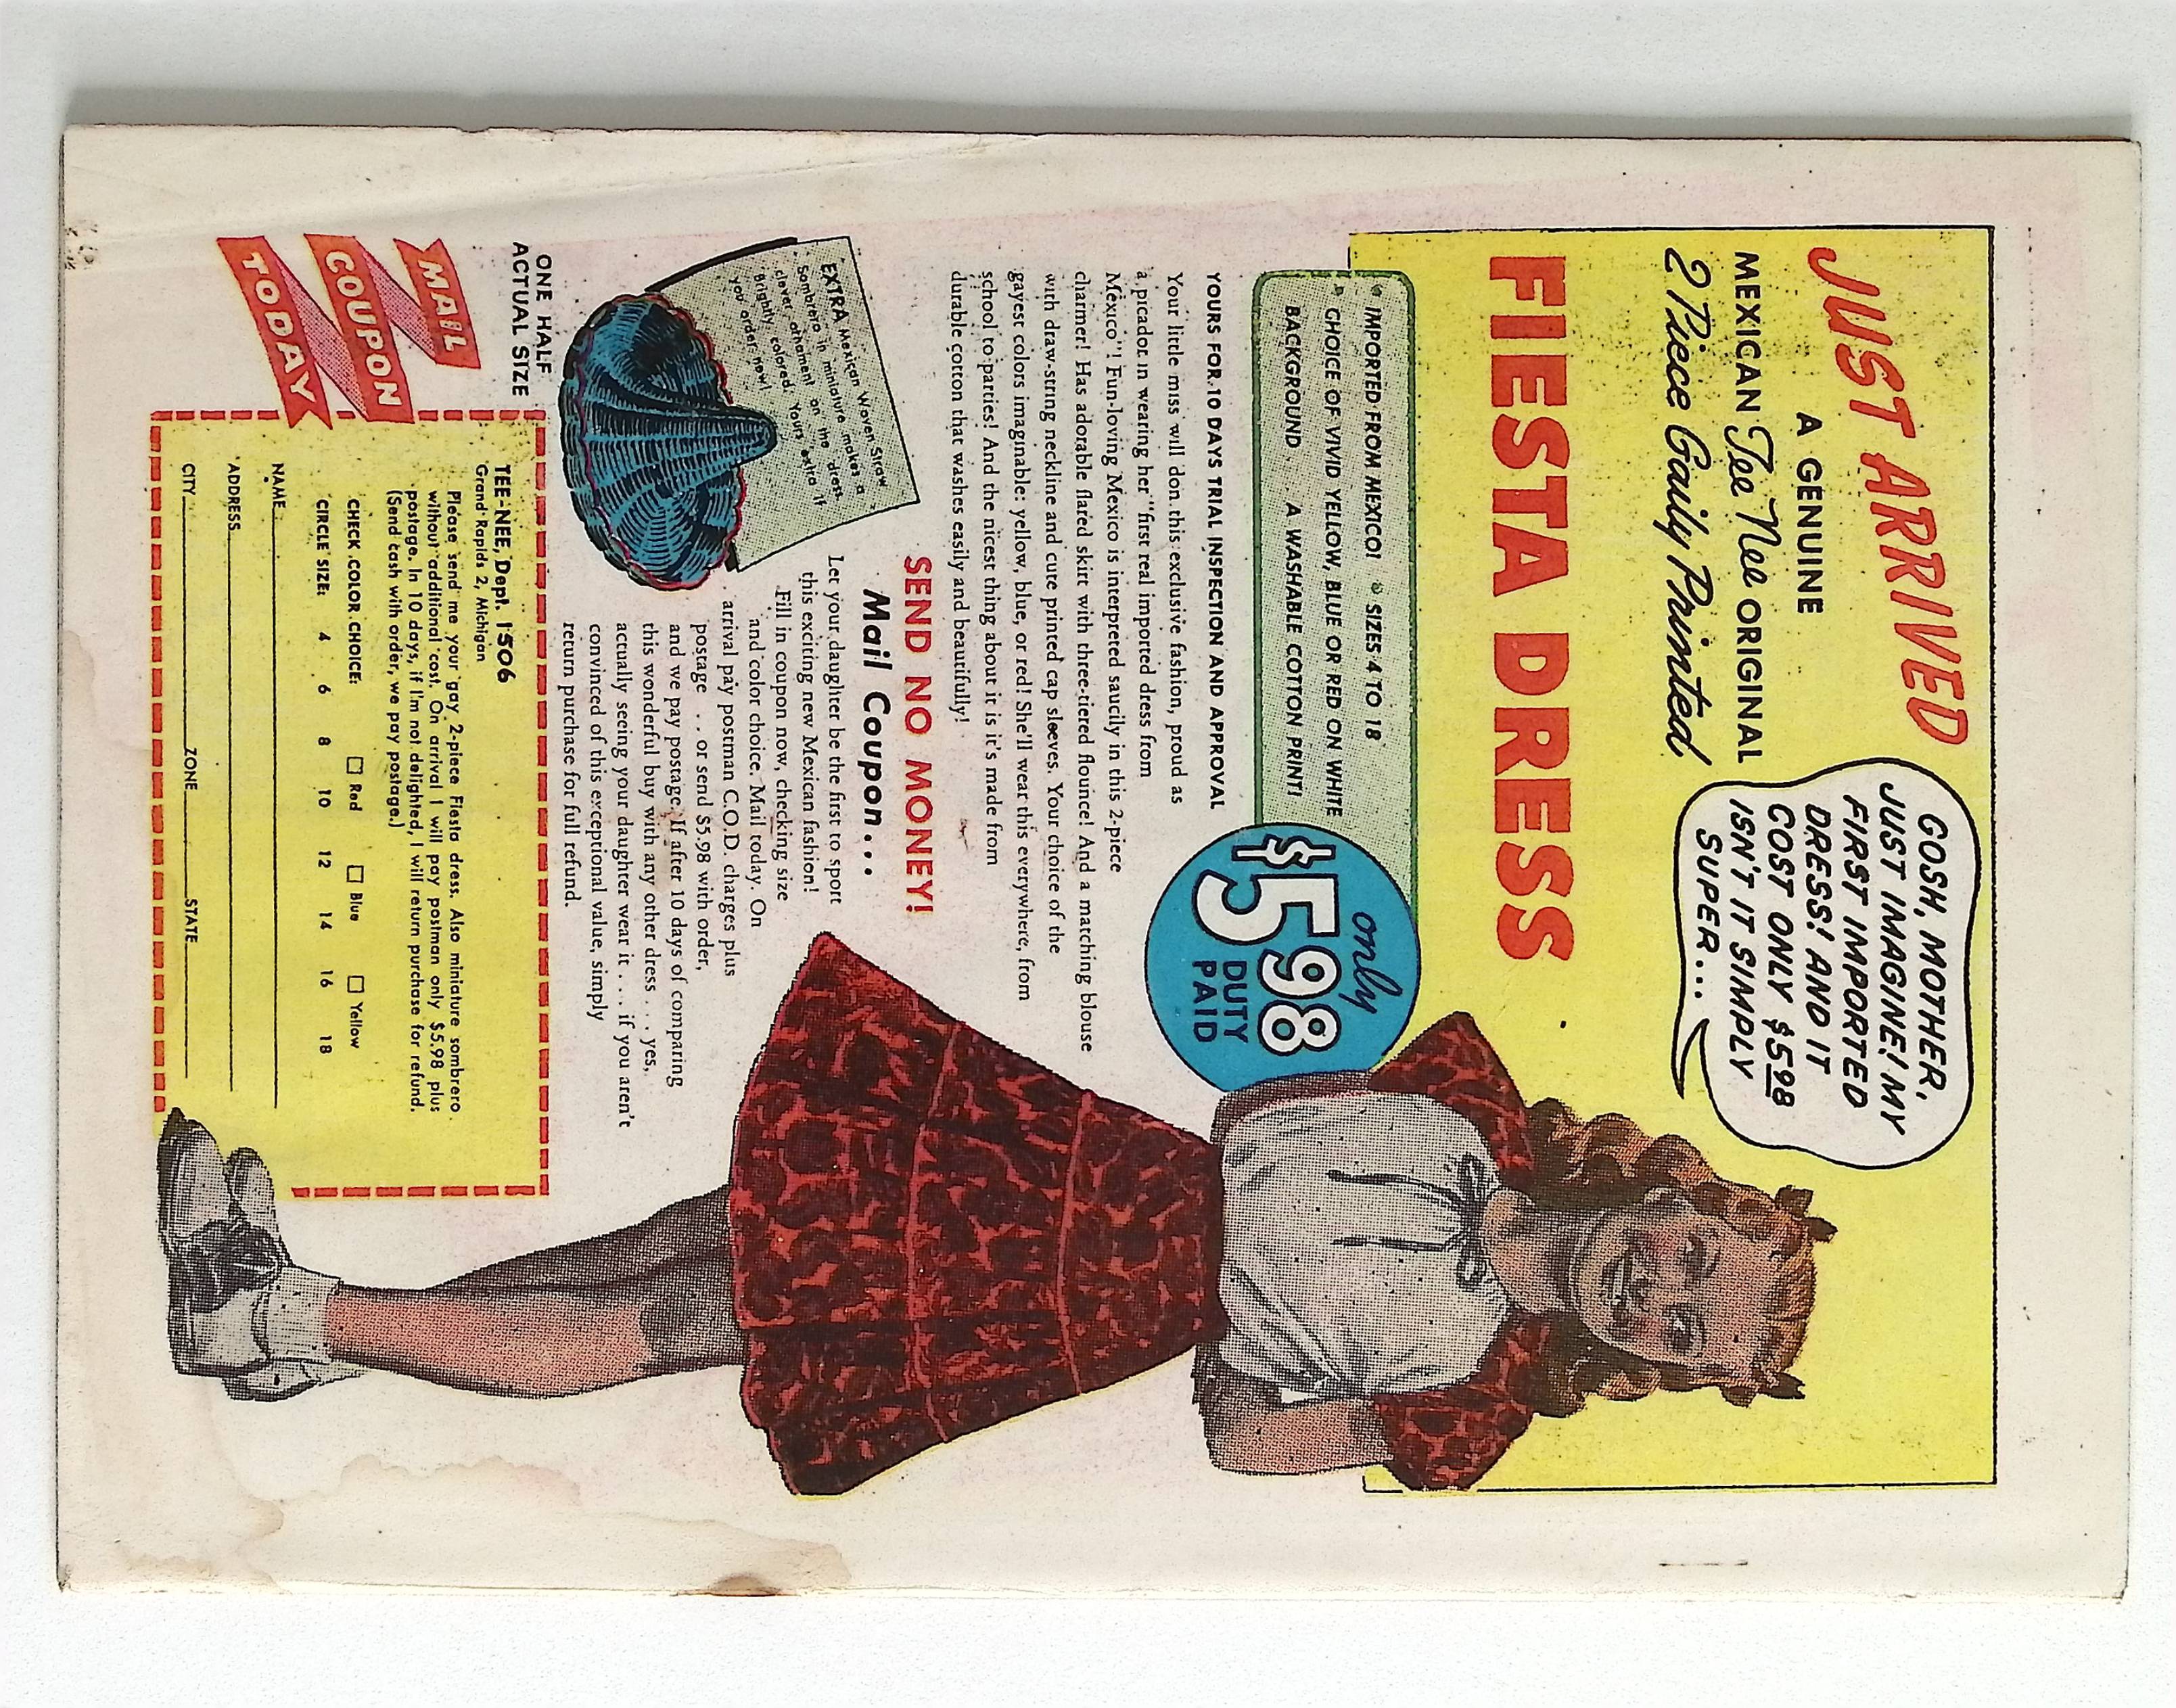 JUST ARRIVED
A GENUINE
MEXICAN Tee Nee ORIGINAL
2 Piece Gaily Printed
GOSH, MOTHER,
JUST IMAGINE! MY
FIRST IMPORTED
DRESS! AND IT
COST ONLY $5.98
ISN'T IT SIMPLY
SUPER...
FIESTA DRESS
IMPORTED FROM MEXICO! SIZES 4 TO 18
CHOICE OF VIVID YELLOW, BLUE OR RED ON WHITE
BACKGROUND . . . A WASHABLE COTTON PRINT!
only
$5.98
DUTY
PAID
YOURS FOR 10 DAYS TRIAL INSPECTION AND APPROVAL
Your little miss will don this exclusive fashion, proud as
a picador in wearing her "first real imported dress from
Mexico"! Fun-loving Mexico is interpreted saucily in this 2-piece
charmer! Has adorable flared skirt with three-tiered flounce! And a matching blouse
with draw-string neckline and cute printed cap sleeves. Your choice of the
gayest colors imaginable: yellow, blue, or red! She'll wear this everywhere, from
school to parties! And the nicest thing about it is it's made from
durable cotton that washes easily and beautifully!
EXTRA Mexican Woven Straw
Sombrero in miniature makes a
clever ornament on the dress.
Brightly colored. Yours extra if
you order now!
ONE HALF
ACTUAL SIZE
SEND NO MONEY!
Mail Coupon...
Let your daughter be the first to sport
this exciting new Mexican fashion!
Fill in coupon now, checking size
and color choice. Mail today. On
arrival pay postman C.O.D. charges plus
postage . . or send $5.98 with order,
and we pay postage. If after 10 days of comparing
this wonderful buy with any other dress . . . yes,
actually seeing your daughter wear it . . . if you aren't
convinced of this exceptional value, simply
return purchase for full refund.
MAIL
COUPON
TODAY
TEE-NEE, Dept. 1506
Grand Rapids 2, Michigan
Please send me your gay 2-piece Fiesta dress. Also miniature sombrero
without additional cost. On arrival I will pay postman only $5.98 plus
postage. In 10 days, if I'm not delighted, I will return purchase for refund.
(Send cash with order, we pay postage.)
CHECK COLOR CHOICE: Red Blue Yellow
CIRCLE SIZE: 4 6 8 10 12 14 16 18
NAME
ADDRESS
CITY ZONE STATE